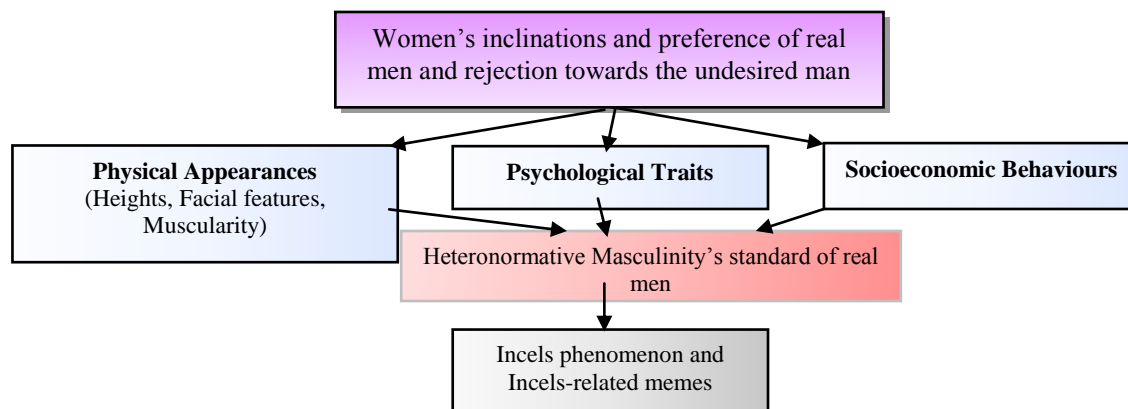 Women’s inclinations and preference of real
men and rejection towards the undesired man
Physical Appearances
(Heights, Facial features,
Muscularity)
Psychological Traits
Socioeconomic Behaviours
Heteronormative Masculinity’s standard of real
men
Incels phenomenon and
Incels-related memes